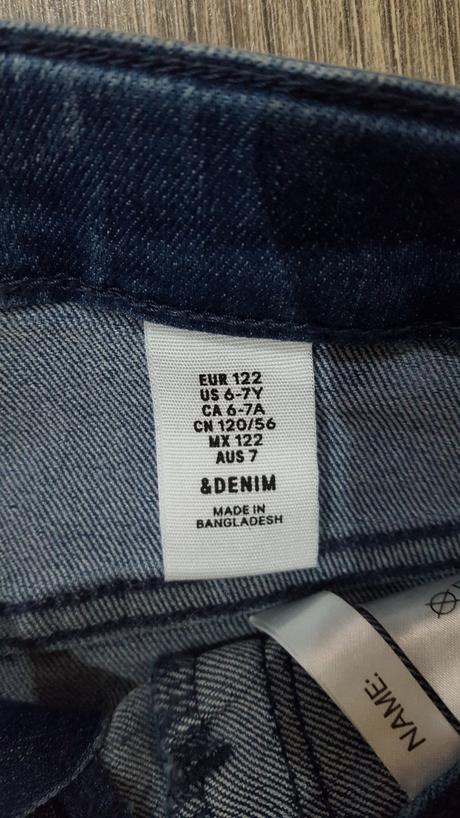 EUR 122
US 6-7Y
CA 6-7A
CN 120/56
MX 122
AUS 7
&DENIM
MADE IN
BANGLADESH
NAME: